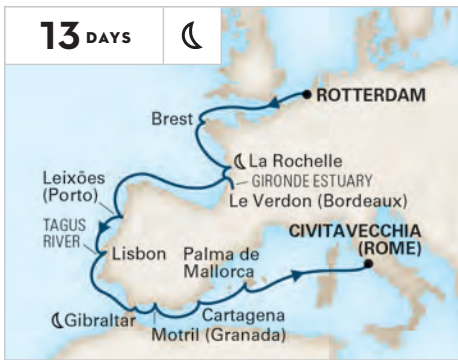 13 DAYS
ROTTERDAM
Brest
La Rochelle
GIRONDE ESTUARY
Le Verdon (Bordeaux)
Leixões
(Porto)
TAGUS
RIVER
Lisbon
CIVITAVECCHIA
(ROME)
Palma de
Mallorca
Gibraltar
Cartagena
Motril (Granada)